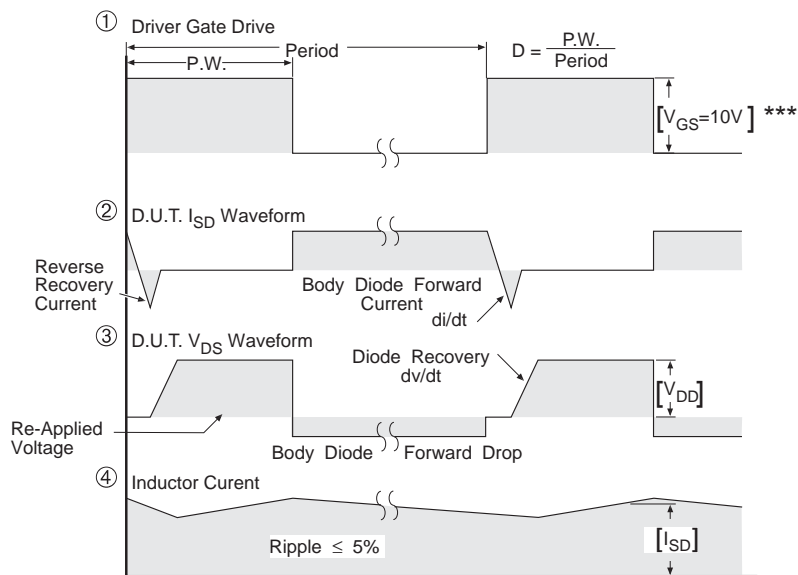 ① Driver Gate Drive
Period
P.W.
D = P.W. / Period
[V_GS=10V] ***
② D.U.T. I_SD Waveform
Reverse
Recovery
Current
Body Diode Forward
Current
di/dt
③ D.U.T. V_DS Waveform
Diode Recovery
dv/dt
[V_DD]
Re-Applied
Voltage
Body Diode Forward Drop
④ Inductor Curent
Ripple ≤ 5%
[I_SD]